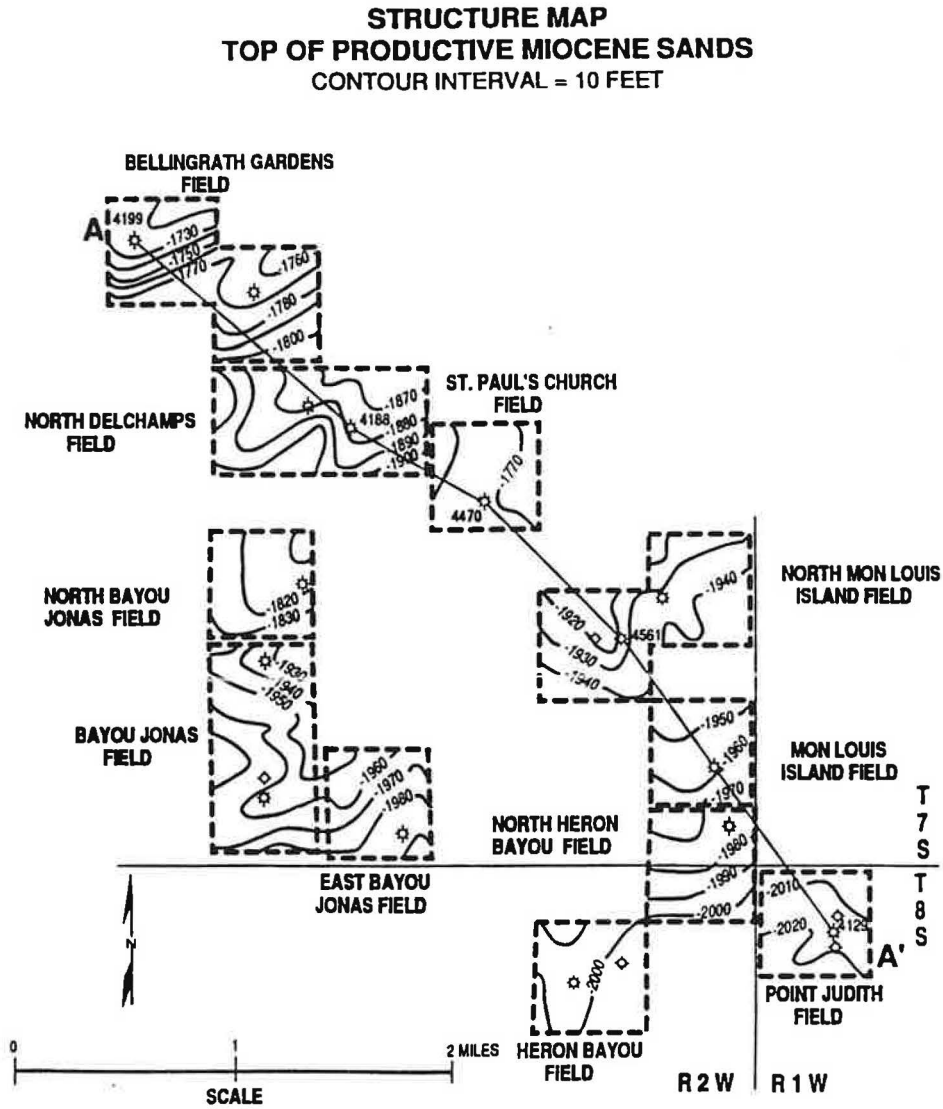 STRUCTURE MAP
TOP OF PRODUCTIVE MIOCENE SANDS
CONTOUR INTERVAL = 10 FEET
BELLINGRATH GARDENS
FIELD
A
4199
-1730
-1750
-1770
-1760
-1780
-1800
NORTH DELCHAMPS
FIELD
-1870
4188
-1880
-1890
-1900
ST. PAUL'S CHURCH
FIELD
-1770
4470
NORTH BAYOU
JONAS FIELD
-1820
-1830
NORTH MON LOUIS
ISLAND FIELD
-1940
-1920
4561
-1930
-1940
BAYOU JONAS
FIELD
-1930
-1940
-1950
MON LOUIS
ISLAND FIELD
-1950
-1960
-1970
-1960
-1970
-1980
EAST BAYOU
JONAS FIELD
NORTH HERON
BAYOU FIELD
-1980
-1990
-2000
T
7
S
T
8
S
-2010
-2020
4129
A'
POINT JUDITH
FIELD
-2000
HERON BAYOU
FIELD
N
0
1
2 MILES
SCALE
R 2 W
R 1 W